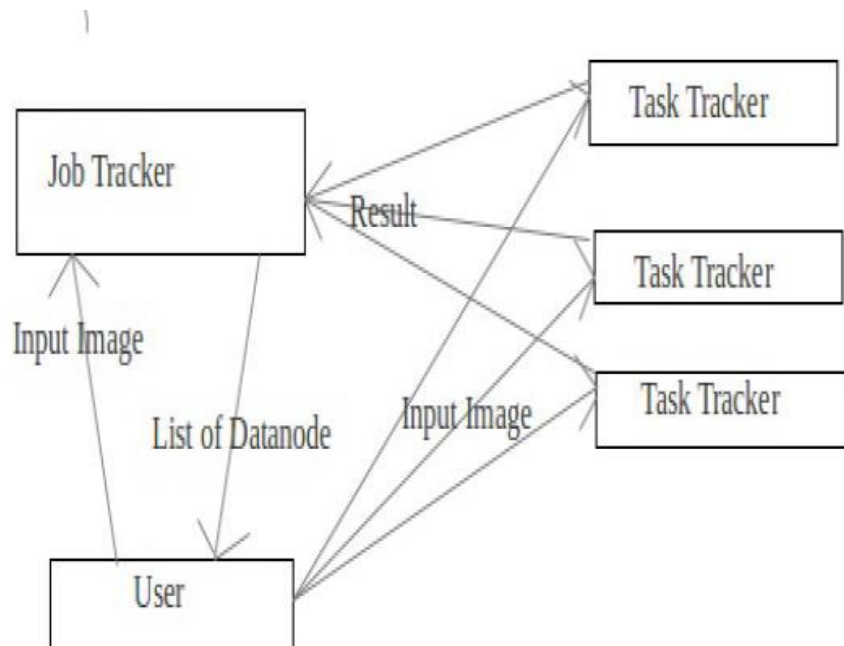 Task Tracker
Job Tracker
Result
Task Tracker
Input Image
Task Tracker
Input Image
List of Datanode
User